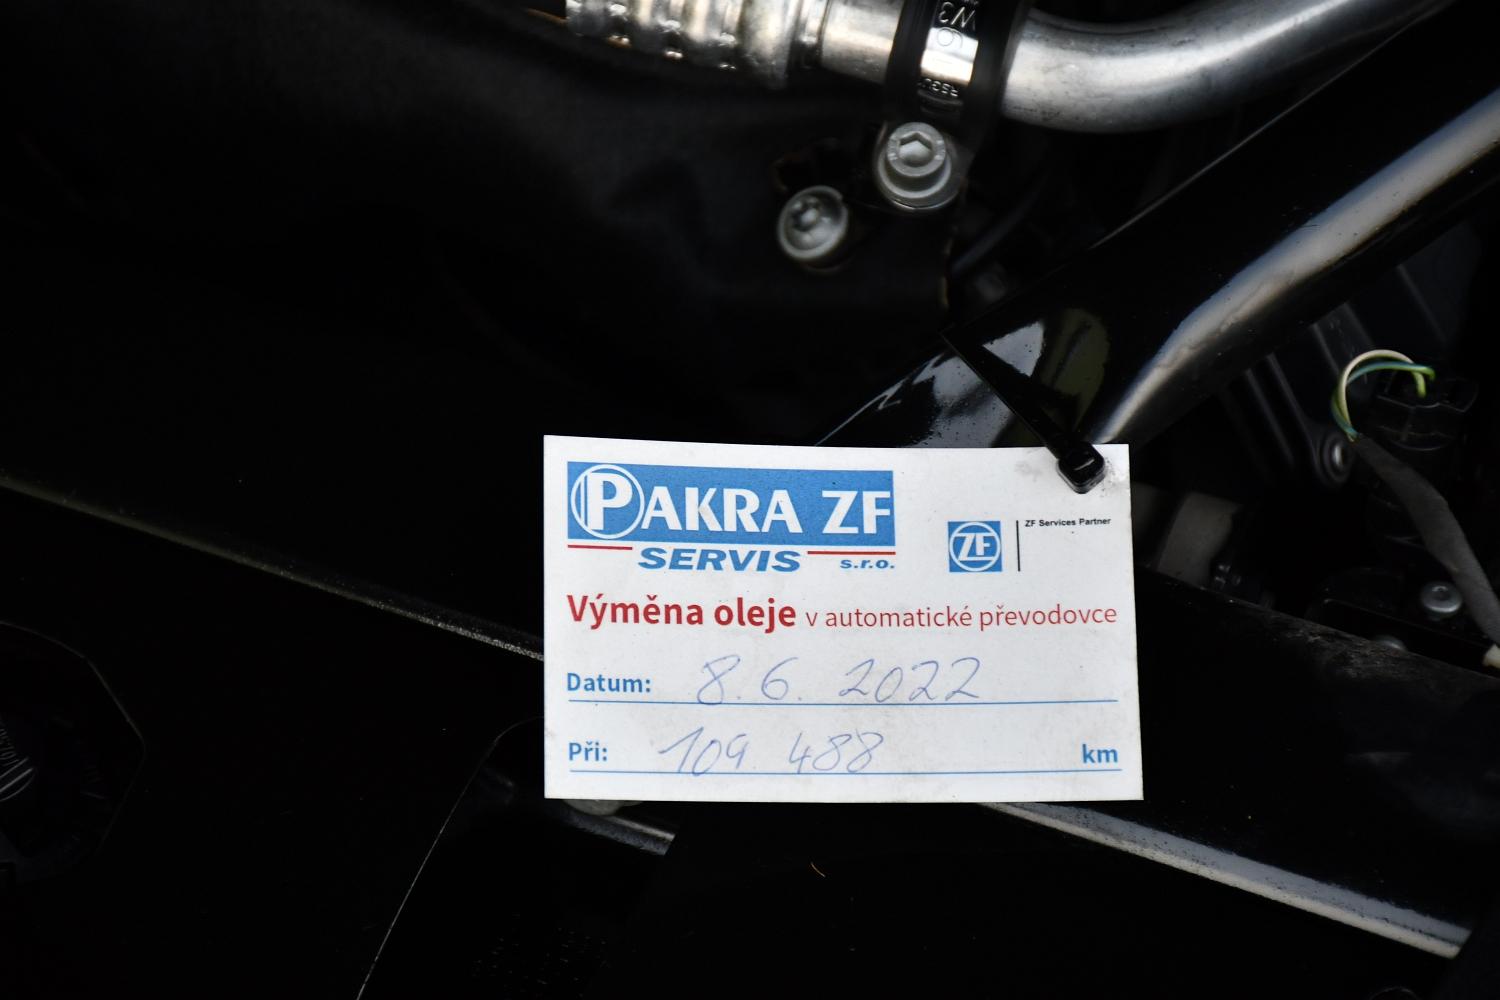 PAKRA ZF
SERVIS s.r.o.
ZF
ZF Services Partner
Výměna oleje v automatické převodovce
Datum: 8. 6. 2022
Při: 109 488 km